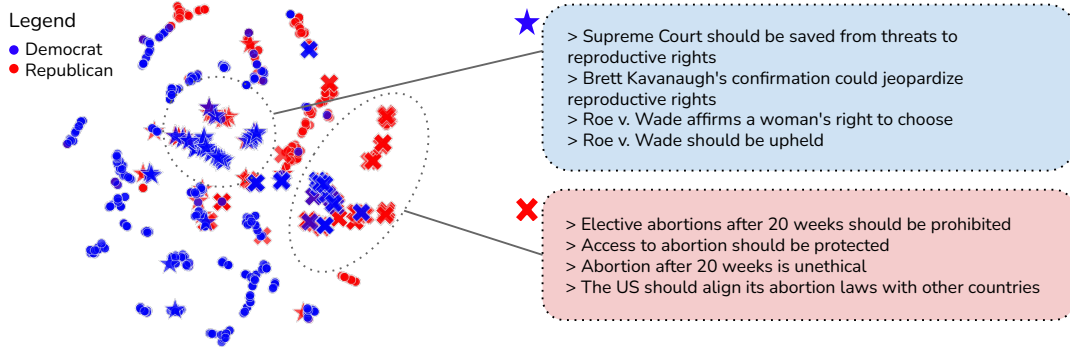 Legend
Democrat
Republican
> Supreme Court should be saved from threats to
reproductive rights
> Brett Kavanaugh's confirmation could jeopardize
reproductive rights
> Roe v. Wade affirms a woman's right to choose
> Roe v. Wade should be upheld
> Elective abortions after 20 weeks should be prohibited
> Access to abortion should be protected
> Abortion after 20 weeks is unethical
> The US should align its abortion laws with other countries